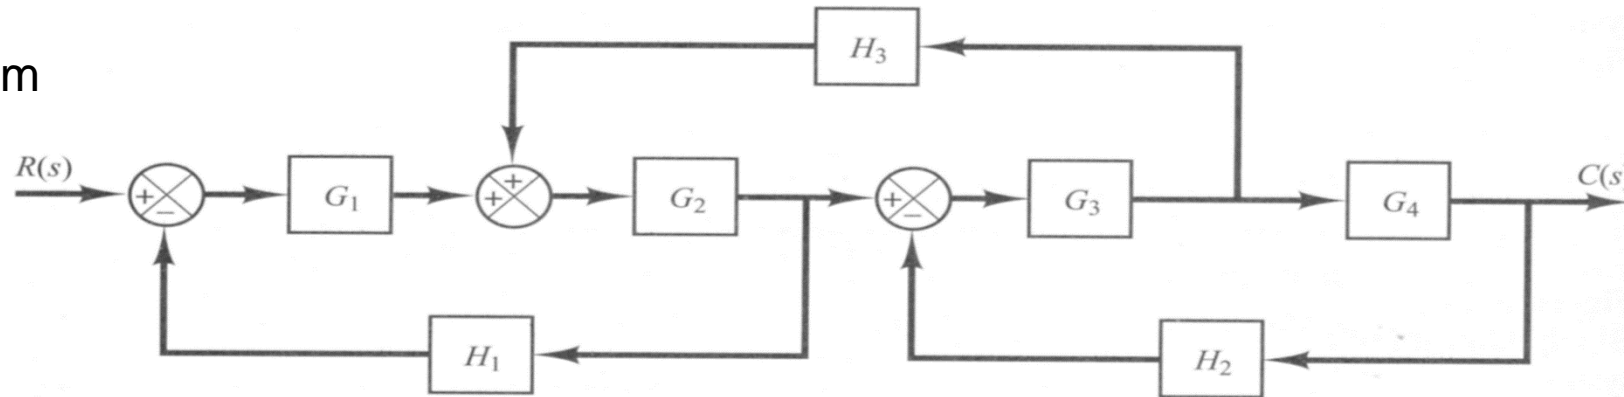 H₃
m
R(s)
+ − G₁ + + G₂ + − G₃ G₄ C(s
H₁ H₂